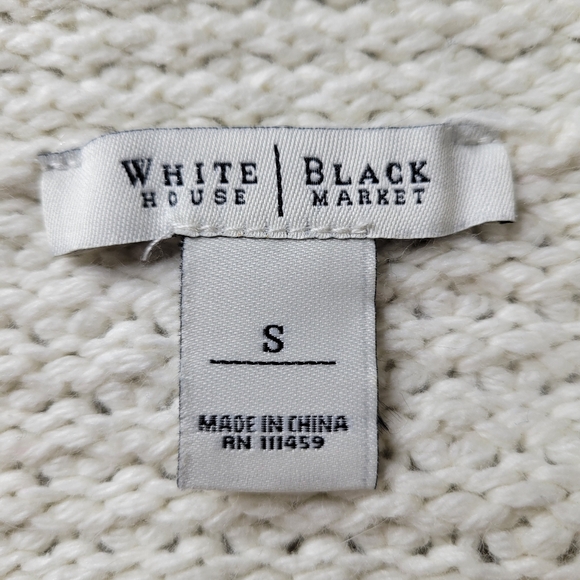 WHITE | BLACK
HOUSE | MARKET
S
MADE IN CHINA
RN 111459